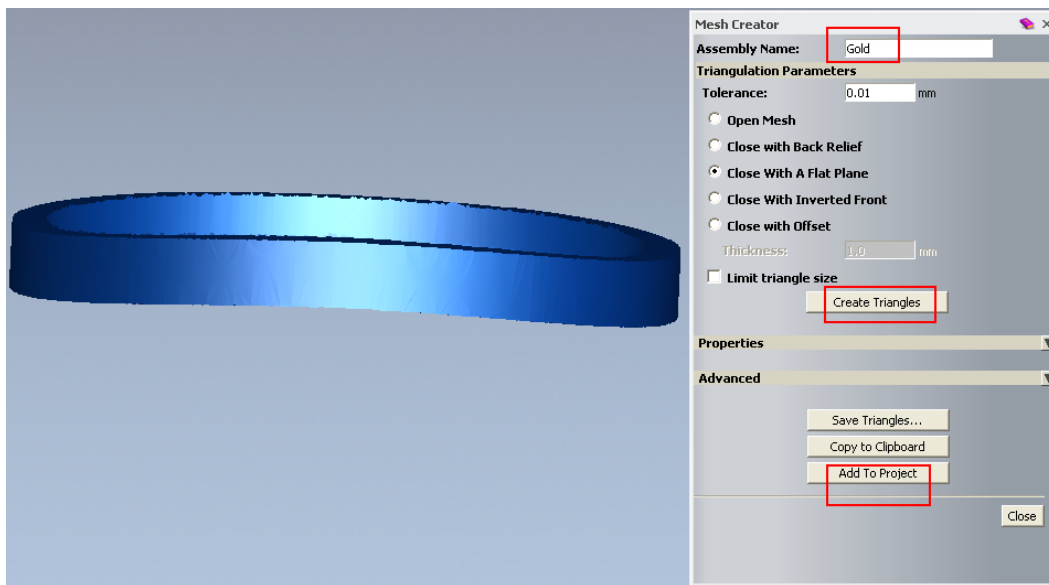 Mesh Creator
Assembly Name: Gold
Triangulation Parameters
Tolerance: 0.01 mm
Open Mesh
Close with Back Relief
Close With A Flat Plane
Close With Inverted Front
Close with Offset
Thickness: 1.0 mm
Limit triangle size
Create Triangles
Properties
Advanced
Save Triangles...
Copy to Clipboard
Add To Project
Close